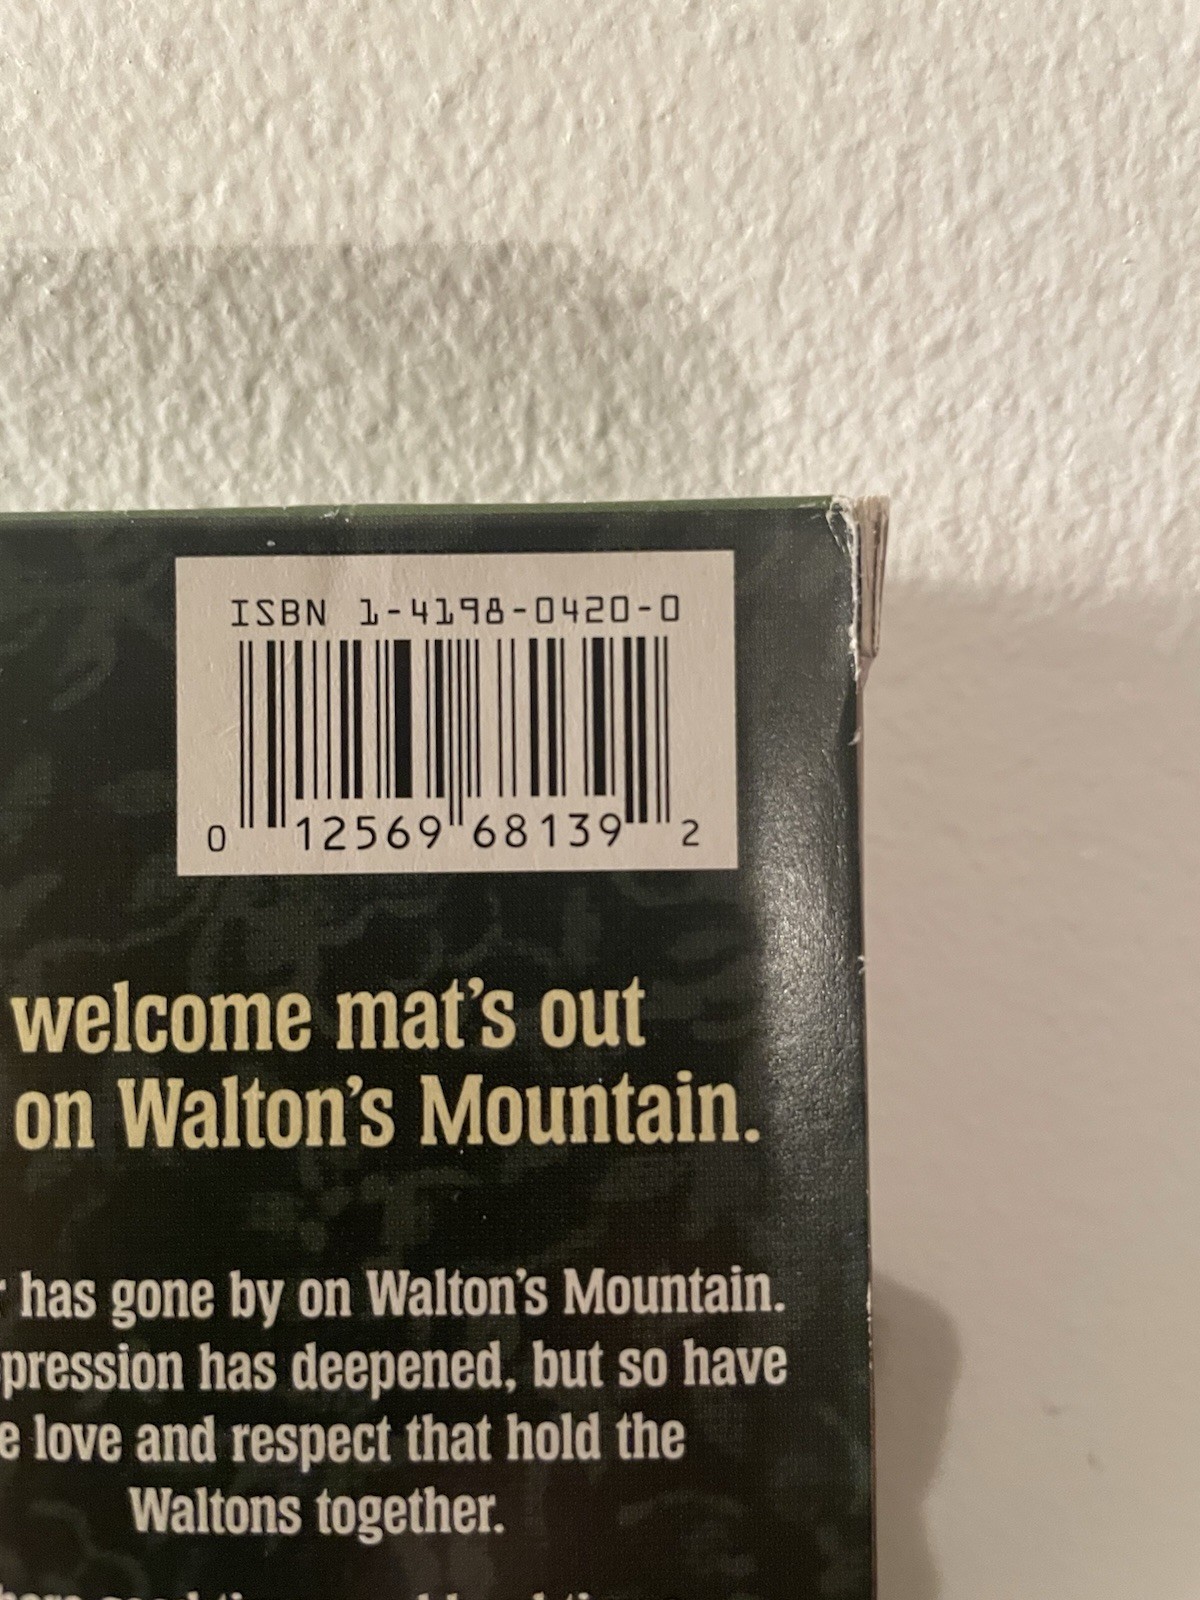 ISBN 1-4198-0420-0
0 12569 68139 2
welcome mat's out
on Walton's Mountain.
has gone by on Walton's Mountain.
pression has deepened, but so have
love and respect that hold the
Waltons together.